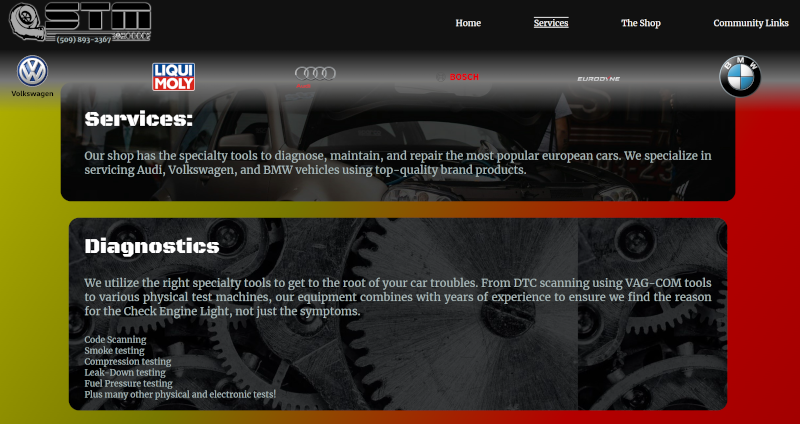 STM
(509) 893-2367
Home Services The Shop Community Links
Volkswagen
LIQUI
MOLY
BOSCH
EURODYNE
BMW
Services:
Our shop has the specialty tools to diagnose, maintain, and repair the most popular european cars. We specialize in
servicing Audi, Volkswagen, and BMW vehicles using top-quality brand products.
Diagnostics
We utilize the right specialty tools to get to the root of your car troubles. From DTC scanning using VAG-COM tools
to various physical test machines, our equipment combines with years of experience to ensure we find the reason
for the Check Engine Light, not just the symptoms.
Code Scanning
Smoke testing
Compression testing
Leak-Down testing
Fuel Pressure testing
Plus many other physical and electronic tests!